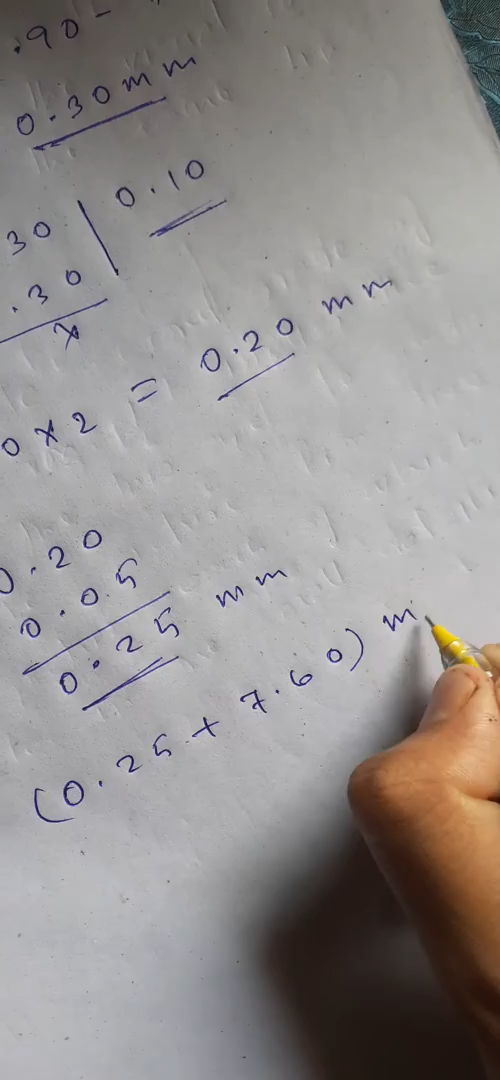 .90 -
0.30 mm
30 | 0.10
.30
x
0 x 2 = 0.20 mm
0.20
0.05
0.25 mm
(0.25 + 7.60) m